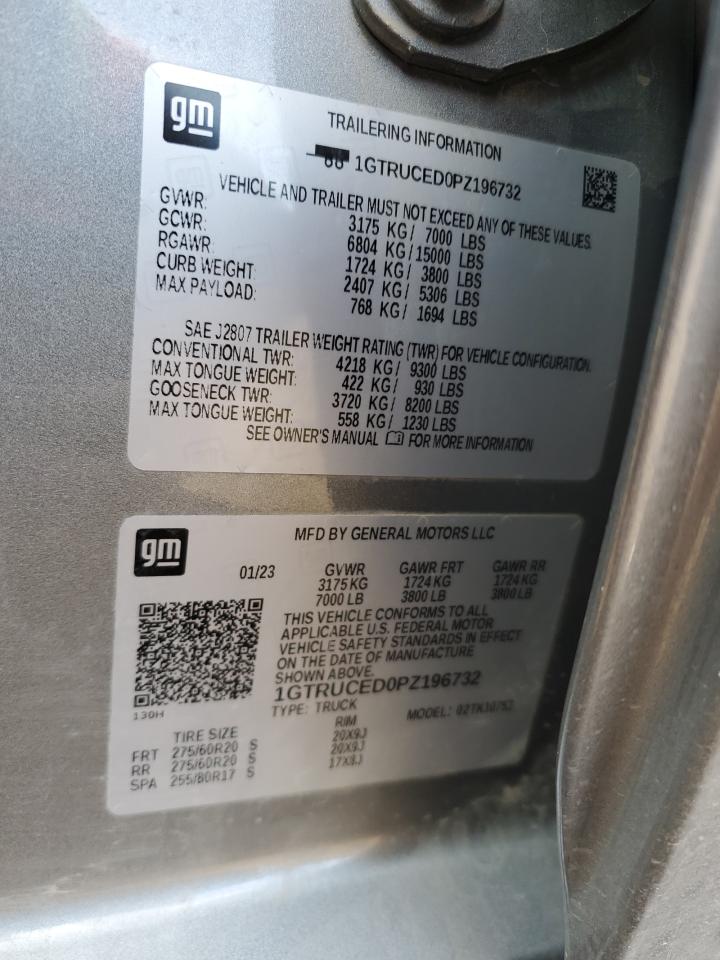 gm
TRAILERING INFORMATION
1GTRUCED0PZ196732
VEHICLE AND TRAILER MUST NOT EXCEED ANY OF THESE VALUES.
GVWR: 3175 KG/ 7000 LBS
GCWR: 6804 KG/15000 LBS
RGAWR: 1724 KG/ 3800 LBS
CURB WEIGHT: 2407 KG/ 5306 LBS
MAX PAYLOAD: 768 KG/ 1694 LBS
SAE J2807 TRAILER WEIGHT RATING (TWR) FOR VEHICLE CONFIGURATION.
CONVENTIONAL TWR: 4218 KG/ 9300 LBS
MAX TONGUE WEIGHT: 422 KG/ 930 LBS
GOOSENECK TWR: 3720 KG/ 8200 LBS
MAX TONGUE WEIGHT: 558 KG/ 1230 LBS
SEE OWNER'S MANUAL FOR MORE INFORMATION
gm
MFD BY GENERAL MOTORS LLC
01/23 GVWR GAWR FRT GAWR RR
3175 KG 1724 KG 1724 KG
7000 LB 3800 LB 3800 LB
THIS VEHICLE CONFORMS TO ALL
APPLICABLE U.S. FEDERAL MOTOR
VEHICLE SAFETY STANDARDS IN EFFECT
ON THE DATE OF MANUFACTURE
SHOWN ABOVE.
1GTRUCED0PZ196732
130H
TYPE: TRUCK MODEL:
TIRE SIZE RIM
FRT 275/60R20 S 20X9J
RR 275/60R20 S 20X9J
SPA 255/80R17 S 17X8J